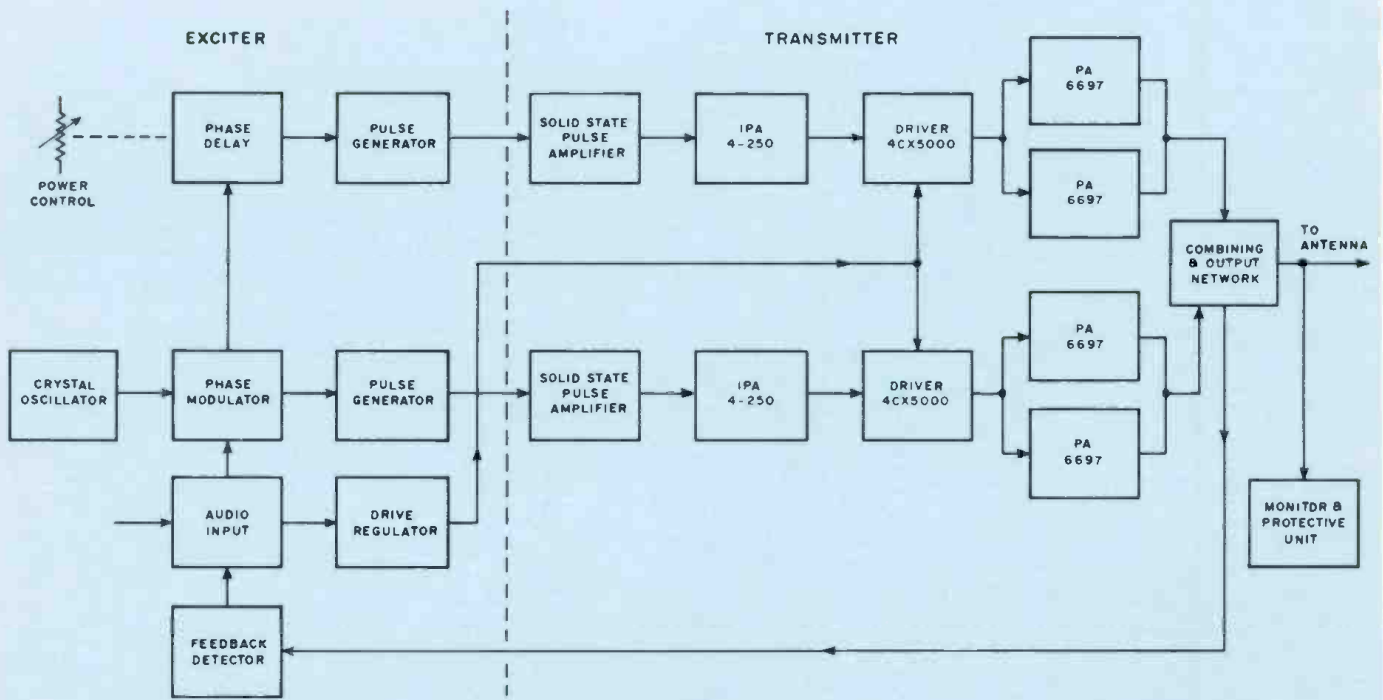 EXCITER
TRANSMITTER
POWER
CONTROL
PHASE
DELAY
PULSE
GENERATOR
SOLID STATE
PULSE
AMPLIFIER
IPA
4-250
DRIVER
4CX5000
PA
6697
PA
6697
COMBINING
& OUTPUT
NETWORK
TO
ANTENNA
CRYSTAL
OSCILLATOR
PHASE
MODULATOR
PULSE
GENERATOR
SOLID STATE
PULSE
AMPLIFIER
IPA
4-250
DRIVER
4CX5000
PA
6697
PA
6697
AUDIO
INPUT
DRIVE
REGULATOR
MONITOR &
PROTECTIVE
UNIT
FEEDBACK
DETECTOR